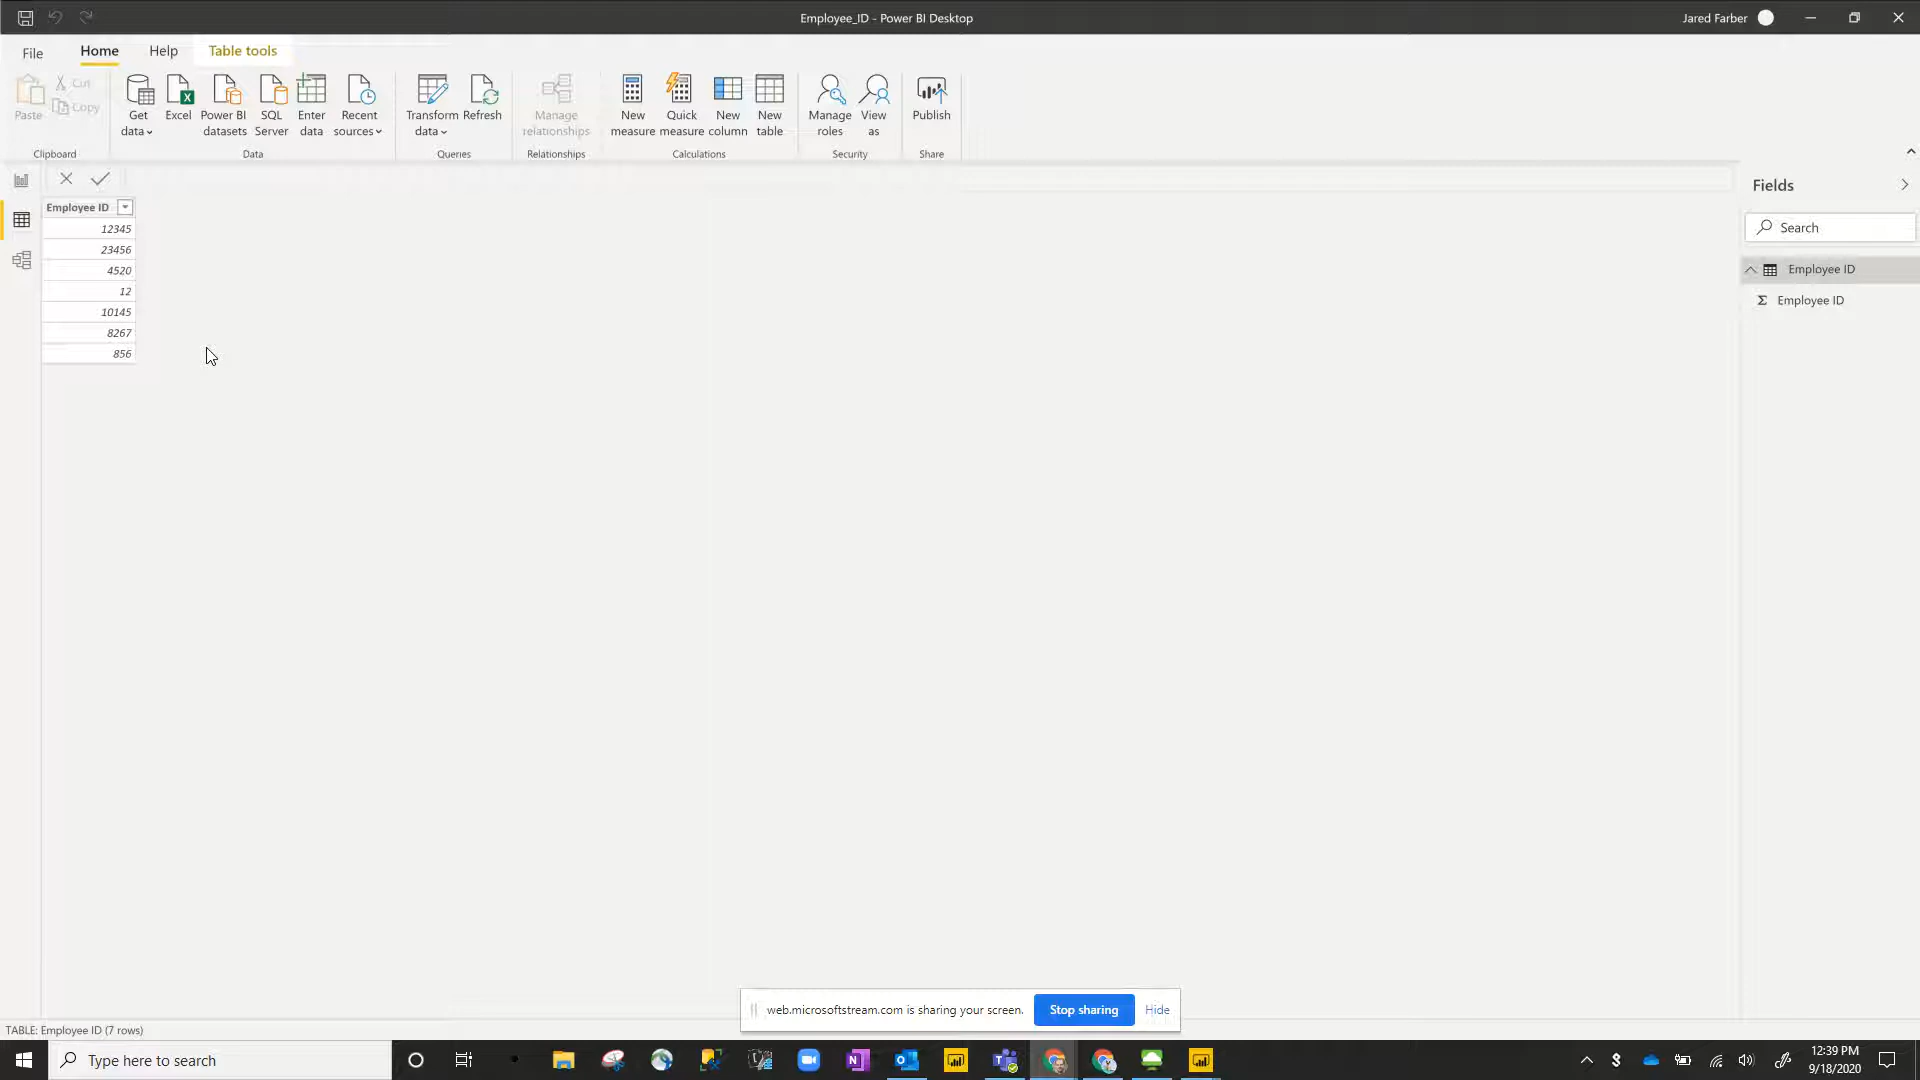 Employee_ID - Power BI Desktop
Jared Farber
File Home Help Table tools
Paste
Cut
Copy
Clipboard
Get data
Excel
Power BI datasets
SQL Server
Enter data
Recent sources
Data
Transform data
Refresh
Queries
Manage relationships
Relationships
New measure
Quick measure
New column
New table
Calculations
Manage roles
View as
Security
Publish
Share
Employee ID
12345
23456
4520
12
10145
8267
856
Fields
Search
Employee ID
Employee ID
web.microsoftstream.com is sharing your screen. Stop sharing Hide
TABLE: Employee ID (7 rows)
Type here to search
12:39 PM
9/18/2020